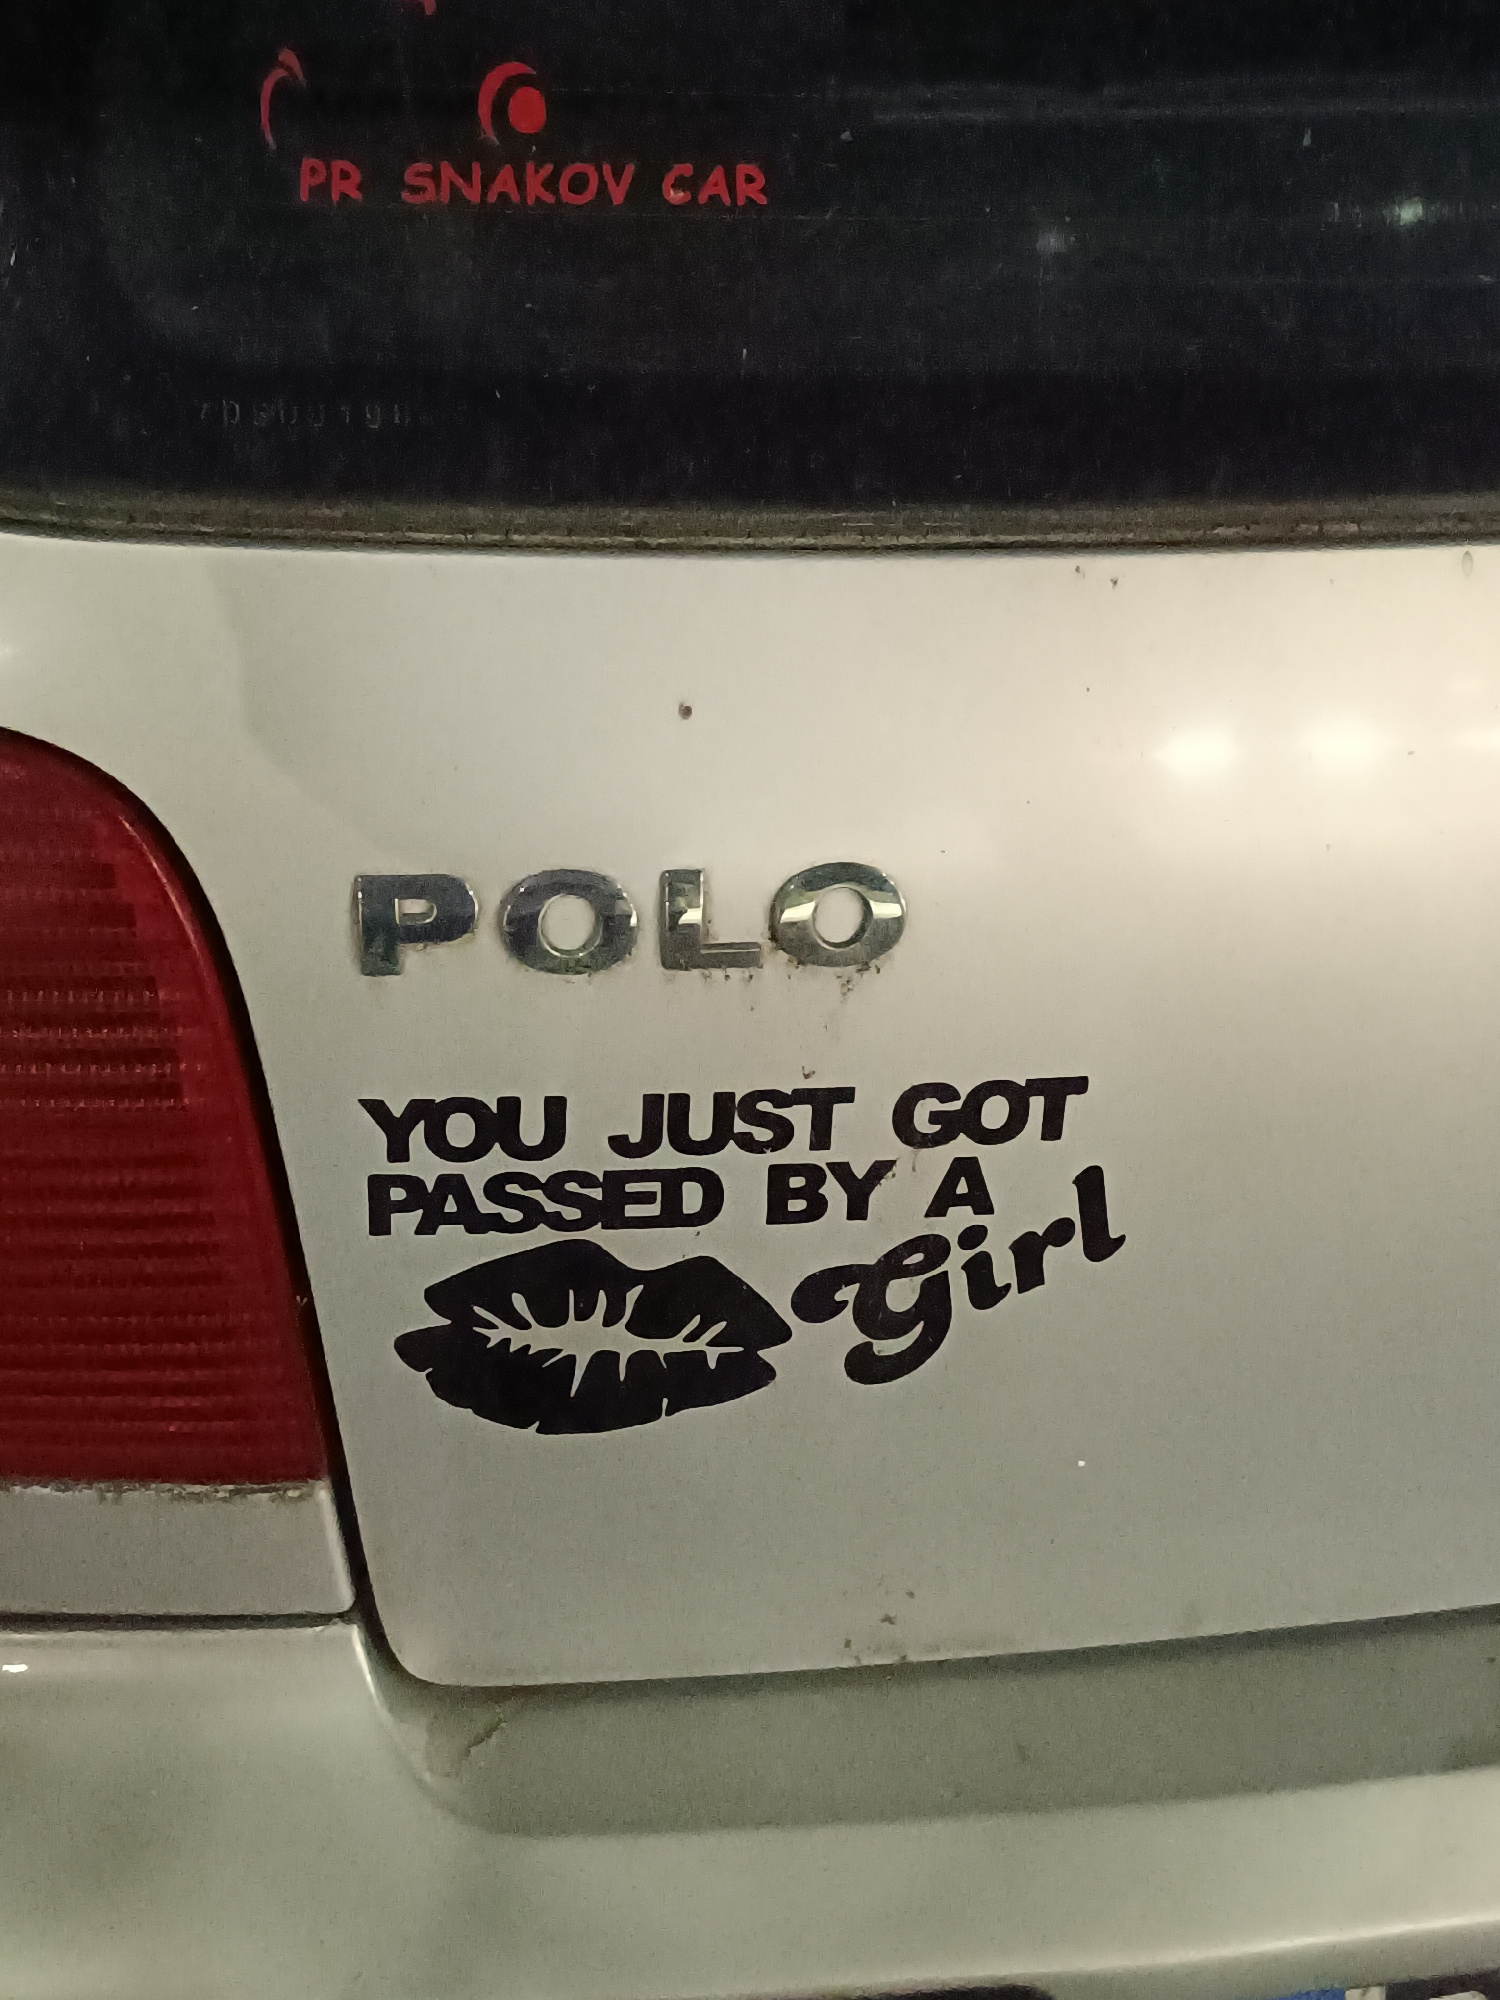 PR SNAKOV CAR
POLO
YOU JUST GOT
PASSED BY A
Girl